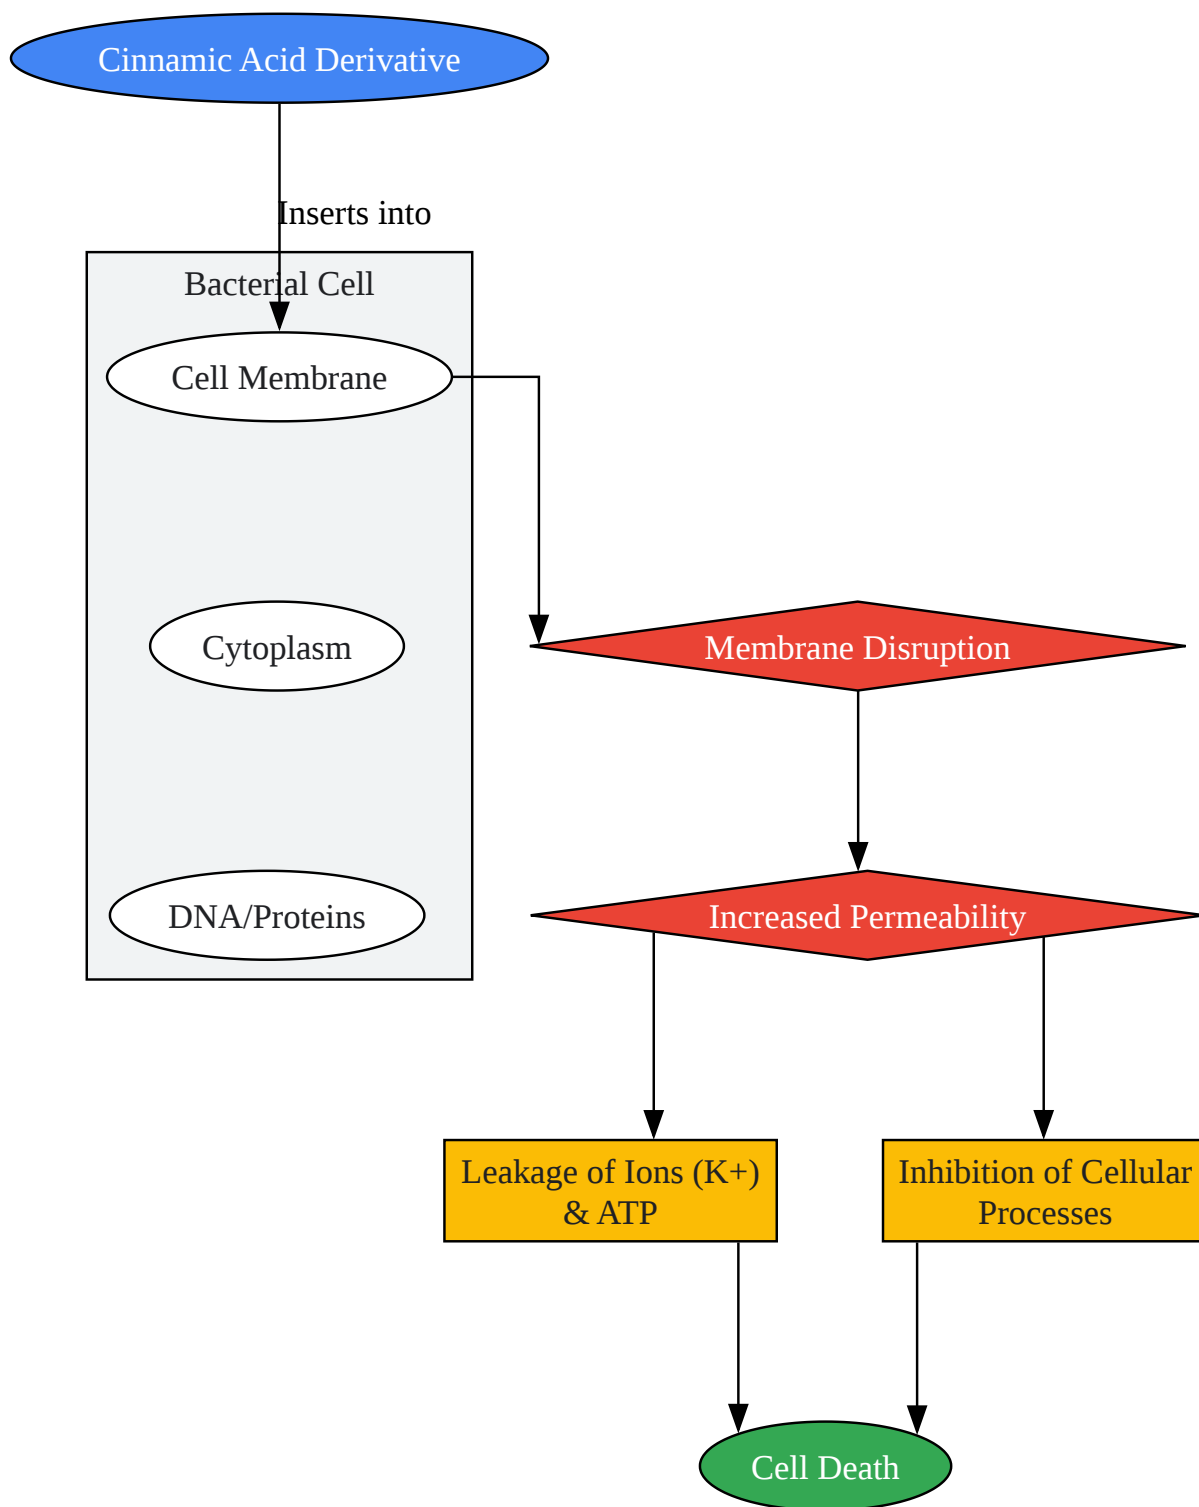 Cinnamic Acid Derivative
Inserts into
Bacterial Cell
Cell Membrane
Cytoplasm
Membrane Disruption
DNA/Proteins
Increased Permeability
Leakage of Ions (K+)
& ATP
Inhibition of Cellular
Processes
Cell Death